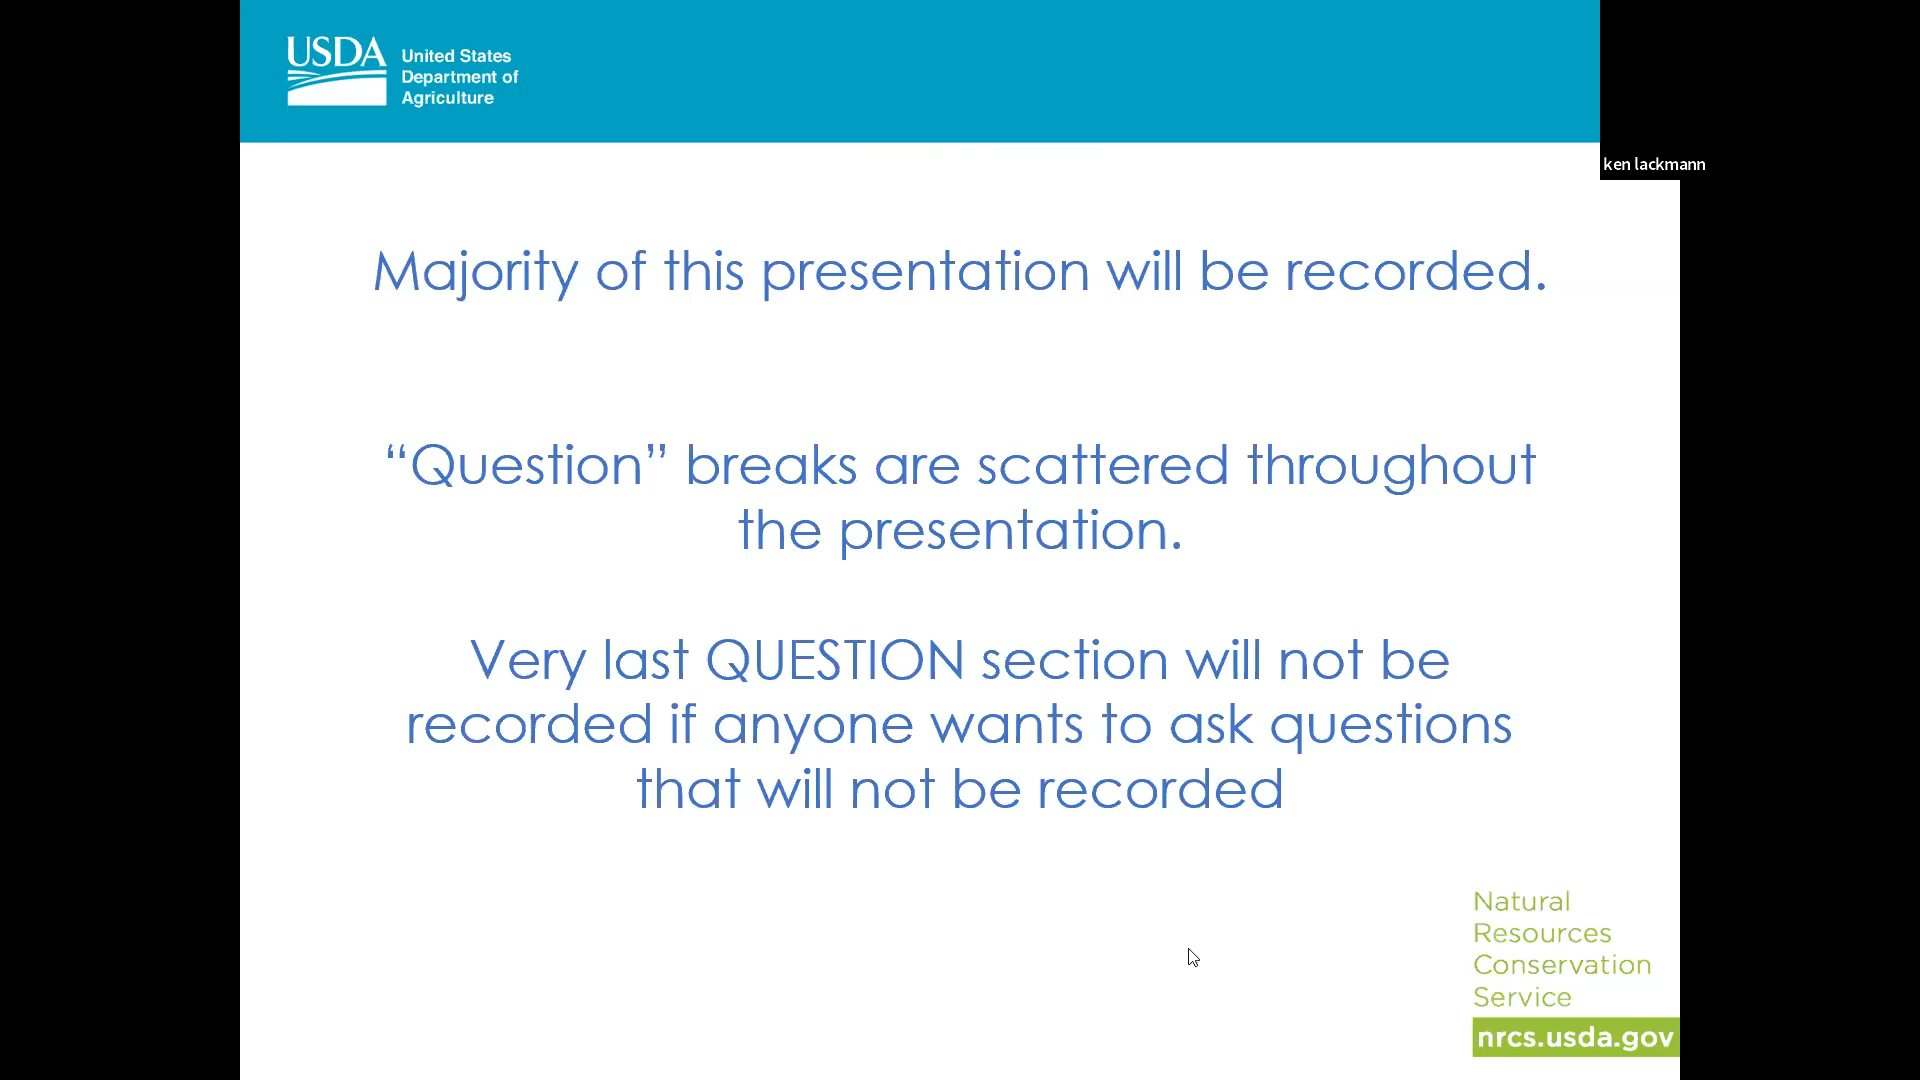 USDA
United States
Department of
Agriculture
ken lackmann
Majority of this presentation will be recorded.
“Question” breaks are scattered throughout
the presentation.
Very last QUESTION section will not be
recorded if anyone wants to ask questions
that will not be recorded
Natural
Resources
Conservation
Service
nrcs.usda.gov